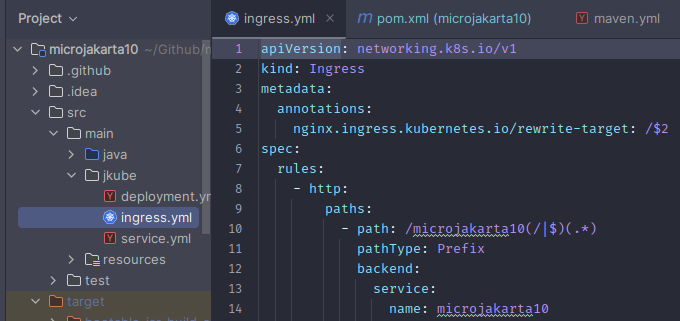 Project
microjakarta10 ~/Github/
.github
.idea
src
main
java
jkube
deployment.y
ingress.yml
service.yml
resources
test
target
ingress.yml
pom.xml (microjakarta10)
maven.yml
1 apiVersion: networking.k8s.io/v1
2 kind: Ingress
3 metadata:
4 annotations:
5 nginx.ingress.kubernetes.io/rewrite-target: /$2
6 spec:
7 rules:
8 - http:
9 paths:
10 - path: /microjakarta10(/|$)(.*)
11 pathType: Prefix
12 backend:
13 service:
14 name: microjakarta10